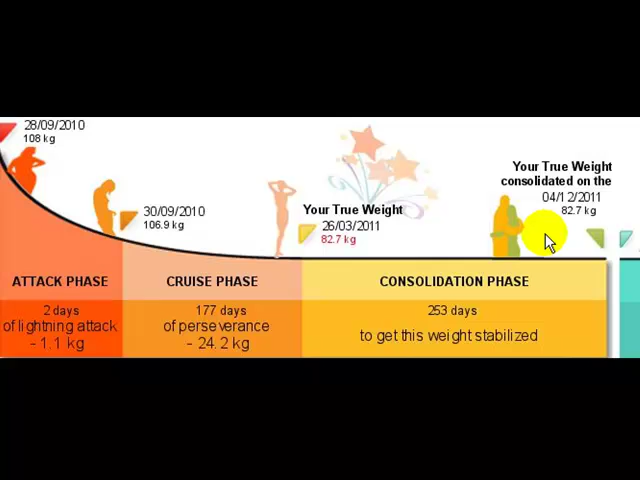 28/09/2010
108 kg
30/09/2010
106.9 kg
Your True Weight
26/03/2011
82.7 kg
Your True Weight
consolidated on the
04/12/2011
82.7 kg
ATTACK PHASE
2 days
of lightning attack
- 1.1 kg
CRUISE PHASE
177 days
of perseverance
- 24.2 kg
CONSOLIDATION PHASE
253 days
to get this weight stabilized